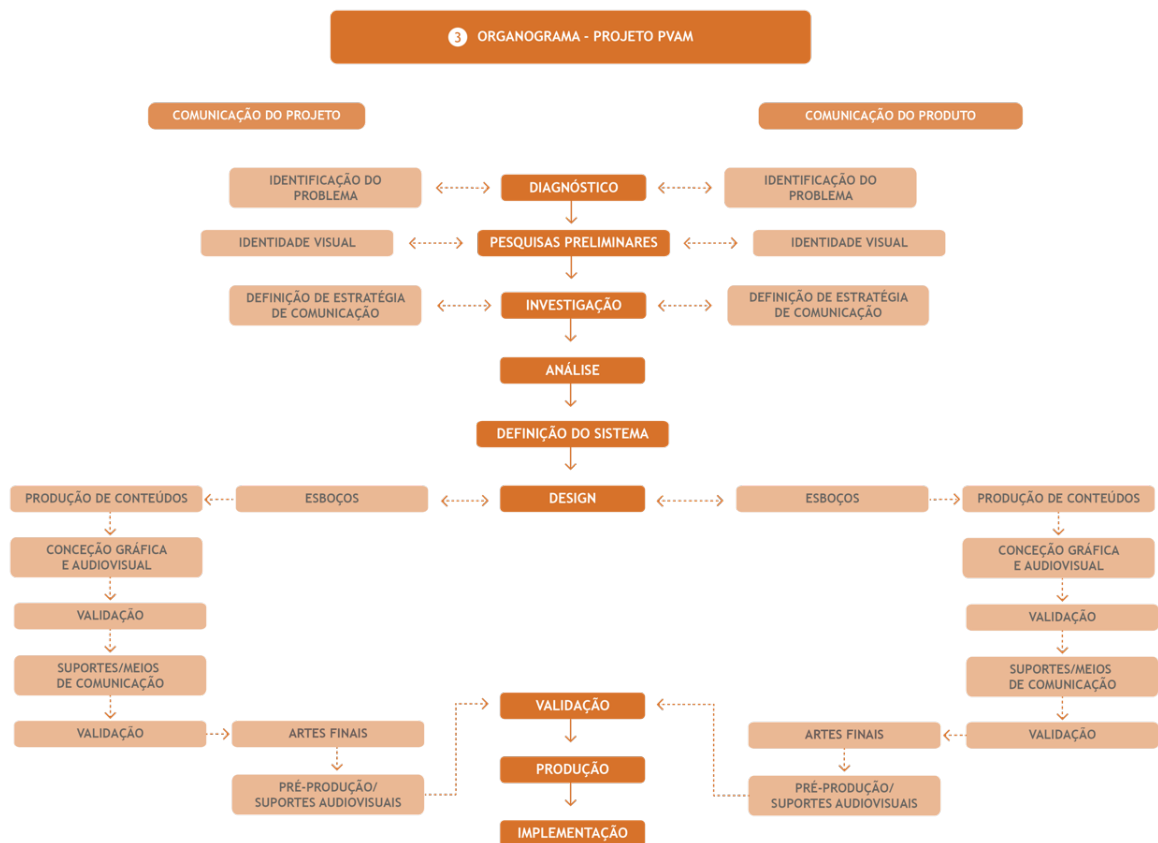 3 ORGANOGRAMA - PROJETO PVAM
COMUNICAÇÃO DO PROJETO
COMUNICAÇÃO DO PRODUTO
IDENTIFICAÇÃO DO
PROBLEMA
DIAGNÓSTICO
IDENTIFICAÇÃO DO
PROBLEMA
IDENTIDADE VISUAL
PESQUISAS PRELIMINARES
IDENTIDADE VISUAL
DEFINIÇÃO DE ESTRATÉGIA
DE COMUNICAÇÃO
INVESTIGAÇÃO
DEFINIÇÃO DE ESTRATÉGIA
DE COMUNICAÇÃO
ANÁLISE
DEFINIÇÃO DO SISTEMA
PRODUÇÃO DE CONTEÚDOS
ESBOÇOS
DESIGN
ESBOÇOS
PRODUÇÃO DE CONTEÚDOS
CONCEÇÃO GRÁFICA
E AUDIOVISUAL
CONCEÇÃO GRÁFICA
E AUDIOVISUAL
VALIDAÇÃO
VALIDAÇÃO
SUPORTES/MEIOS
DE COMUNICAÇÃO
SUPORTES/MEIOS
DE COMUNICAÇÃO
VALIDAÇÃO
VALIDAÇÃO
ARTES FINAIS
ARTES FINAIS
VALIDAÇÃO
PRODUÇÃO
PRÉ-PRODUÇÃO/
SUPORTES AUDIOVISUAIS
PRÉ-PRODUÇÃO/
SUPORTES AUDIOVISUAIS
IMPLEMENTAÇÃO